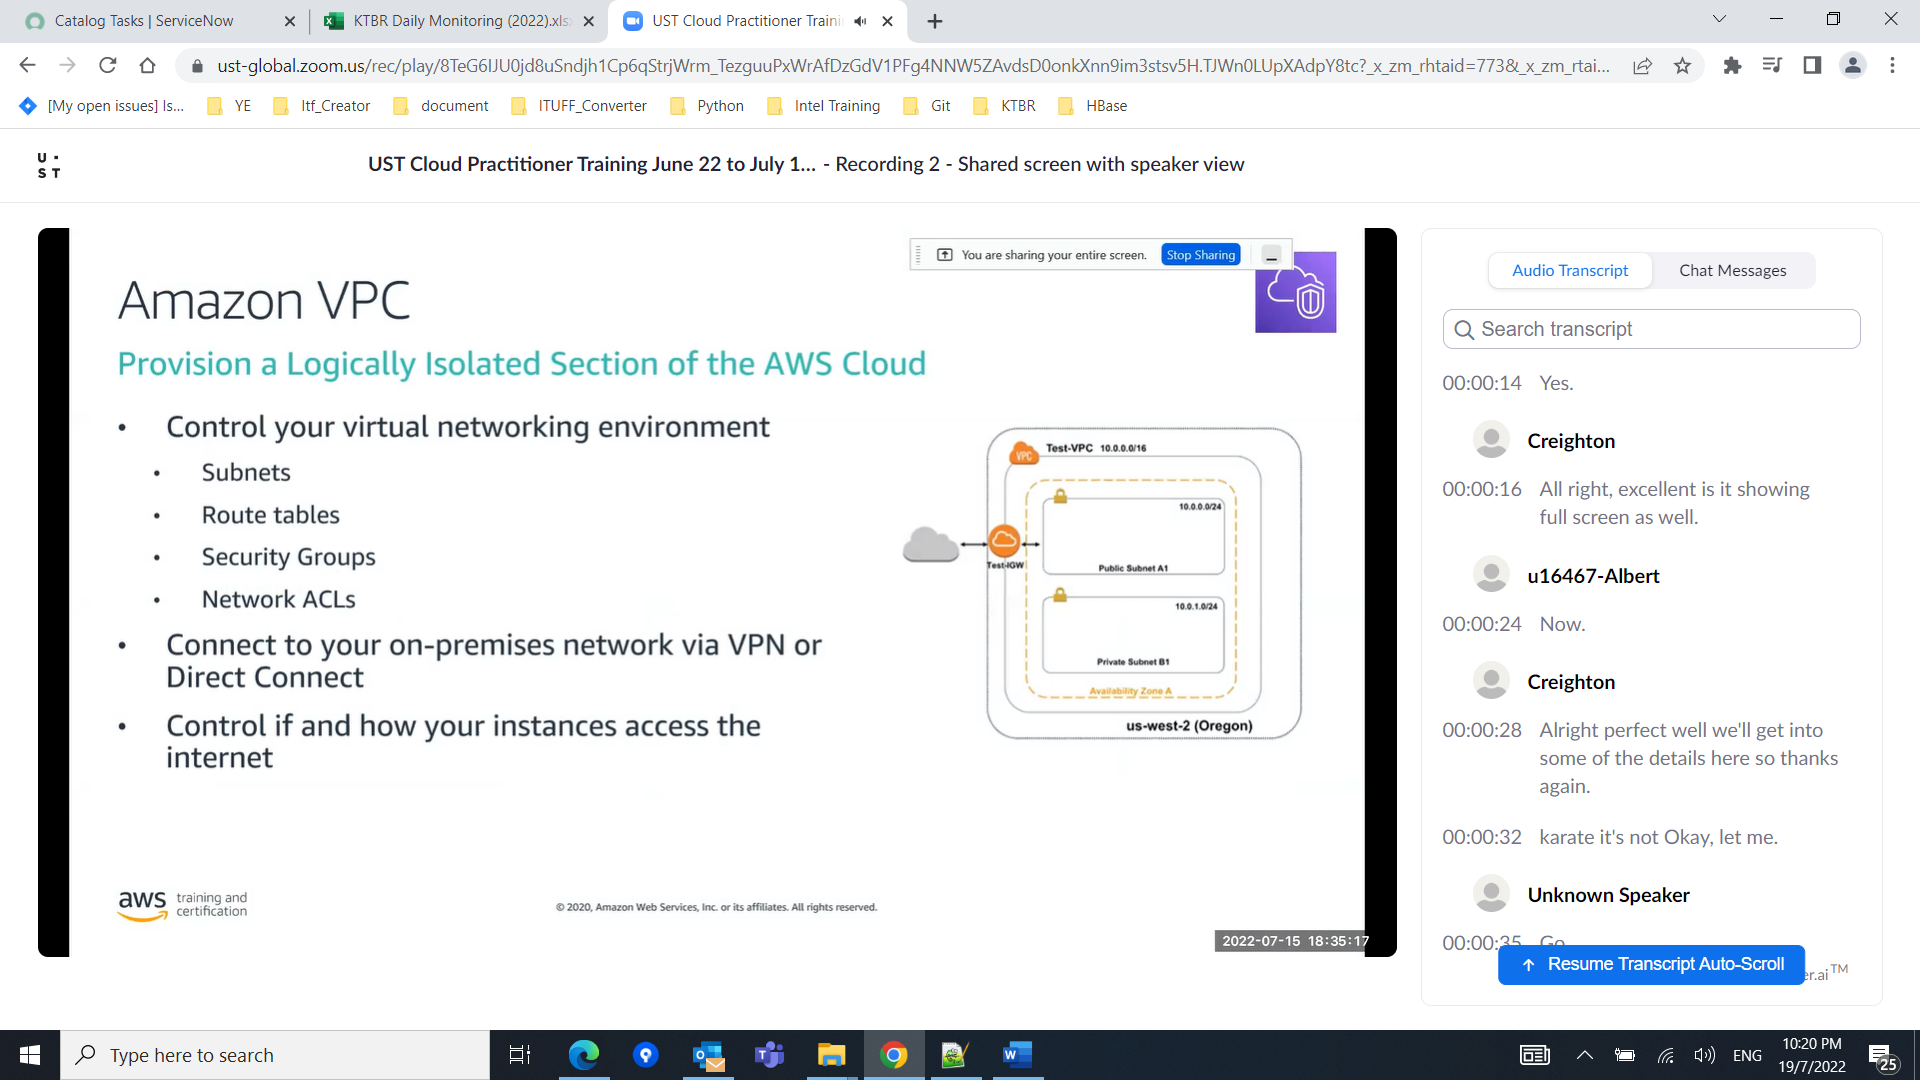 Catalog Tasks | ServiceNow
KTBR Daily Monitoring (2022).xls
UST Cloud Practitioner Traini
ust-global.zoom.us/rec/play/8TeG6IJU0jd8uSndjh1Cp6qStrjWrm_TezguuPxWrAfDzGdV1PFg4NNW5ZAvdsD0onkXnn9im3stsv5H.TJWn0LUpXAdpY8tc?_x_zm_rhtaid=773&_x_zm_rtai...
[My open issues] Is...
YE
Itf_Creator
document
ITUFF_Converter
Python
Intel Training
Git
KTBR
HBase
U·
ST
UST Cloud Practitioner Training June 22 to July 1... - Recording 2 - Shared screen with speaker view
You are sharing your entire screen. Stop Sharing
Amazon VPC
Provision a Logically Isolated Section of the AWS Cloud
• Control your virtual networking environment
• Subnets
• Route tables
• Security Groups
• Network ACLs
• Connect to your on-premises network via VPN or
Direct Connect
• Control if and how your instances access the
internet
VPC
Test-VPC 10.0.0.0/16
10.0.0.0/24
Test-IGW
Public Subnet A1
10.0.1.0/24
Private Subnet B1
Availability Zone A
us-west-2 (Oregon)
aws training and
certification
© 2020, Amazon Web Services, Inc. or its affiliates. All rights reserved.
2022-07-15 18:35:17
Audio Transcript
Chat Messages
Search transcript
00:00:14 Yes.
Creighton
00:00:16 All right, excellent is it showing
full screen as well.
u16467-Albert
00:00:24 Now.
Creighton
00:00:28 Alright perfect well we'll get into
some of the details here so thanks
again.
00:00:32 karate it's not Okay, let me.
Unknown Speaker
00:00:35 Go
Resume Transcript Auto-Scroll
er.ai™
Type here to search
ENG
10:20 PM
19/7/2022
25